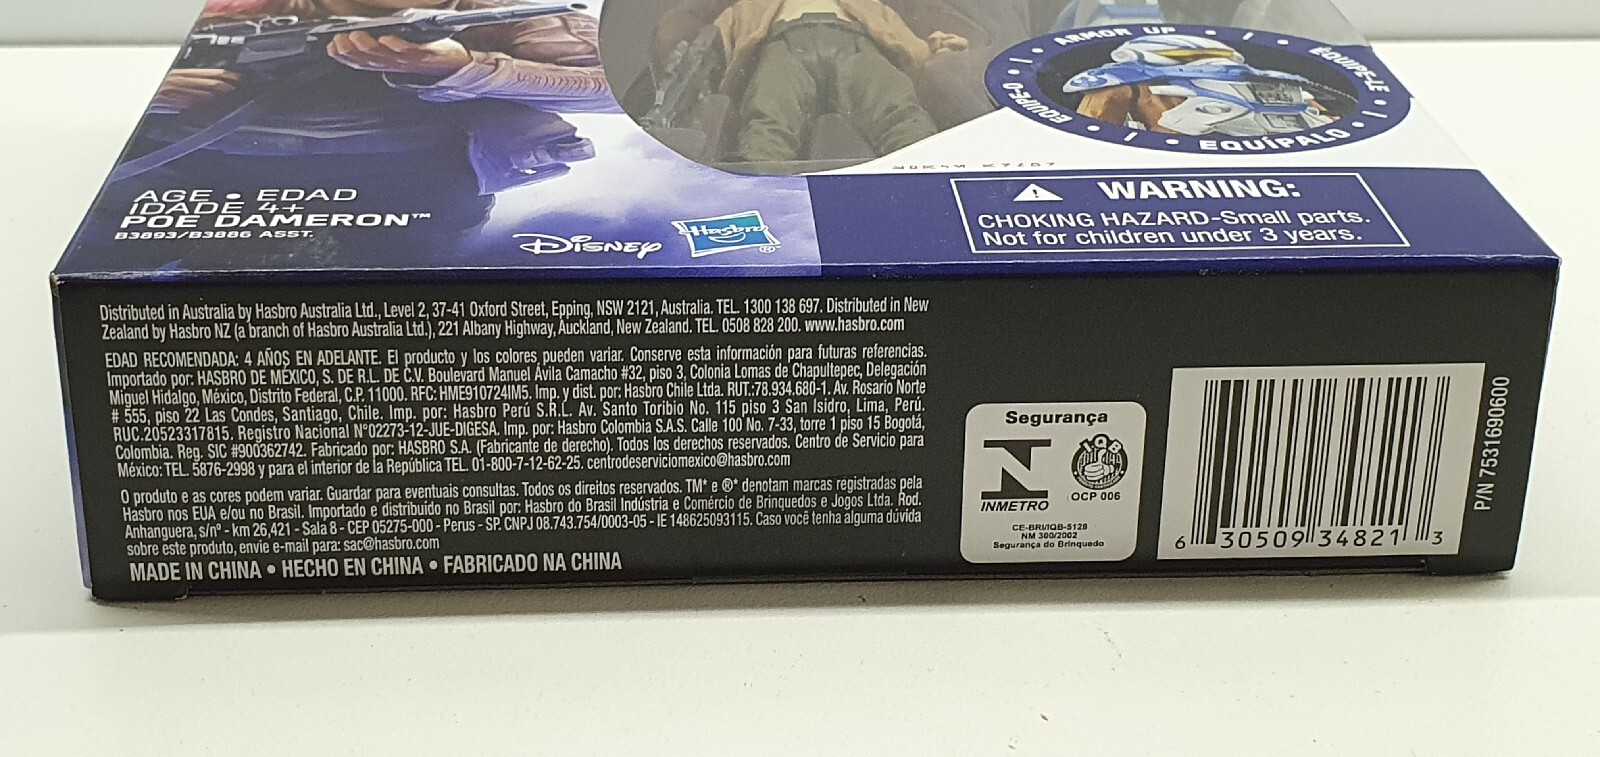 ARMOR UP
ÉQUIPE-LE
EQUIPE-O
EQUÍPALO
AGE • EDAD
IDADE 4+
POE DAMERON™
B3893/B3886 ASST.
Disney
Hasbro
®
WARNING:
CHOKING HAZARD-Small parts.
Not for children under 3 years.
Distributed in Australia by Hasbro Australia Ltd., Level 2, 37-41 Oxford Street, Epping, NSW 2121, Australia. TEL. 1300 138 697. Distributed in New
Zealand by Hasbro NZ (a branch of Hasbro Australia Ltd.), 221 Albany Highway, Auckland, New Zealand. TEL. 0508 828 200. www.hasbro.com
EDAD RECOMENDADA: 4 AÑOS EN ADELANTE. El producto y los colores pueden variar. Conserve esta información para futuras referencias.
Importado por: HASBRO DE MÉXICO, S. DE R.L. DE C.V. Boulevard Manuel Ávila Camacho #32, piso 3, Colonia Lomas de Chapultepec, Delegación
Miguel Hidalgo, México, Distrito Federal, C.P. 11000. RFC: HME910724IM5. Imp. y dist. por: Hasbro Chile Ltda. RUT.:78.934.680-1. Av. Rosario Norte
# 555, piso 22 Las Condes, Santiago, Chile. Imp. por: Hasbro Perú S.R.L. Av. Santo Toribio No. 115 piso 3 San Isidro, Lima, Perú.
RUC.20523317815. Registro Nacional N°02273-12-JUE-DIGESA. Imp. por: Hasbro Colombia S.A.S. Calle 100 No. 7-33, torre 1 piso 15 Bogotá,
Colombia. Reg. SIC #900362742. Fabricado por: HASBRO S.A. (Fabricante de derecho). Todos los derechos reservados. Centro de Servicio para
México: TEL. 5876-2998 y para el interior de la República TEL. 01-800-7-12-62-25. centrodeserviciomexico@hasbro.com
O produto e as cores podem variar. Guardar para eventuais consultas. Todos os direitos reservados. TM* e ®* denotam marcas registradas pela
Hasbro nos EUA e/ou no Brasil. Importado e distribuído no Brasil por: Hasbro do Brasil Indústria e Comércio de Brinquedos e Jogos Ltda. Rod.
Anhanguera, s/nº - km 26,421 - Sala 8 - CEP 05275-000 - Perus - SP. CNPJ 08.743.754/0003-05 - IE 148625093115. Caso você tenha alguma dúvida
sobre este produto, envie e-mail para: sac@hasbro.com
MADE IN CHINA • HECHO EN CHINA • FABRICADO NA CHINA
Segurança
INMETRO
IQB
OCP 006
CE-BRI/IQB-5128
NM 300/2002
Segurança do Brinquedo
6 30509 34821 3
P/N 7531690600